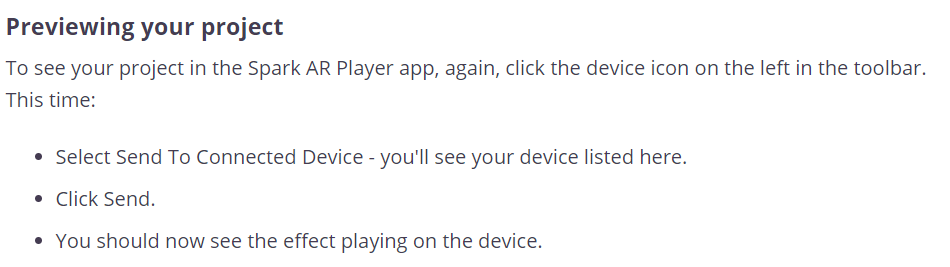 Previewing your project
To see your project in the Spark AR Player app, again, click the device icon on the left in the toolbar.
This time:
• Select Send To Connected Device - you'll see your device listed here.
• Click Send.
• You should now see the effect playing on the device.